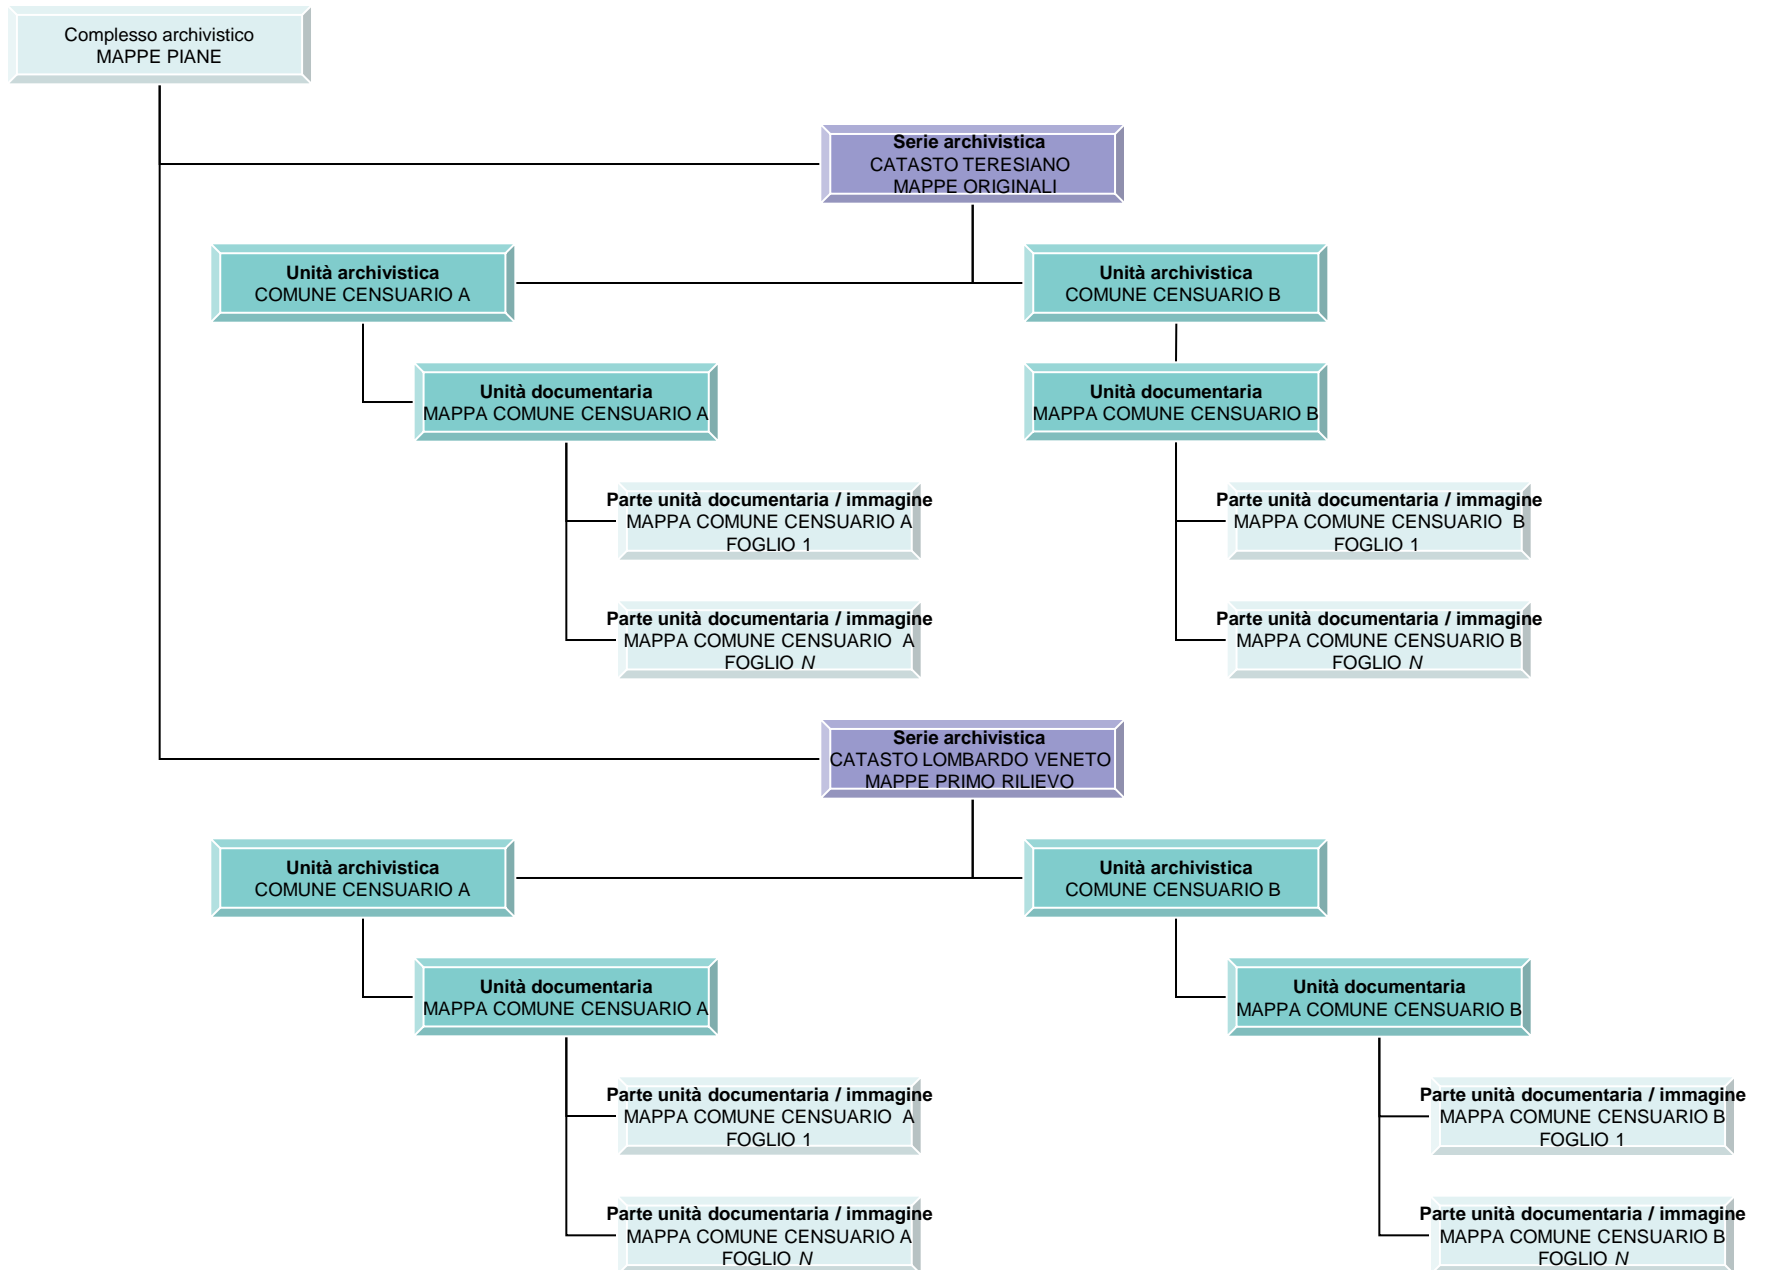 Complesso archivistico
MAPPE PIANE
Serie archivistica
CATASTO TERESIANO
MAPPE ORIGINALI
Unità archivistica
COMUNE CENSUARIO A
Unità archivistica
COMUNE CENSUARIO B
Unità documentaria
MAPPA COMUNE CENSUARIO A
Unità documentaria
MAPPA COMUNE CENSUARIO B
Parte unità documentaria / immagine
MAPPA COMUNE CENSUARIO A
FOGLIO 1
Parte unità documentaria / immagine
MAPPA COMUNE CENSUARIO B
FOGLIO 1
Parte unità documentaria / immagine
MAPPA COMUNE CENSUARIO A
FOGLIO N
Parte unità documentaria / immagine
MAPPA COMUNE CENSUARIO B
FOGLIO N
Serie archivistica
CATASTO LOMBARDO VENETO
MAPPE PRIMO RILIEVO
Unità archivistica
COMUNE CENSUARIO A
Unità archivistica
COMUNE CENSUARIO B
Unità documentaria
MAPPA COMUNE CENSUARIO A
Unità documentaria
MAPPA COMUNE CENSUARIO B
Parte unità documentaria / immagine
MAPPA COMUNE CENSUARIO A
FOGLIO 1
Parte unità documentaria / immagine
MAPPA COMUNE CENSUARIO B
FOGLIO 1
Parte unità documentaria / immagine
MAPPA COMUNE CENSUARIO A
FOGLIO N
Parte unità documentaria / immagine
MAPPA COMUNE CENSUARIO B
FOGLIO N